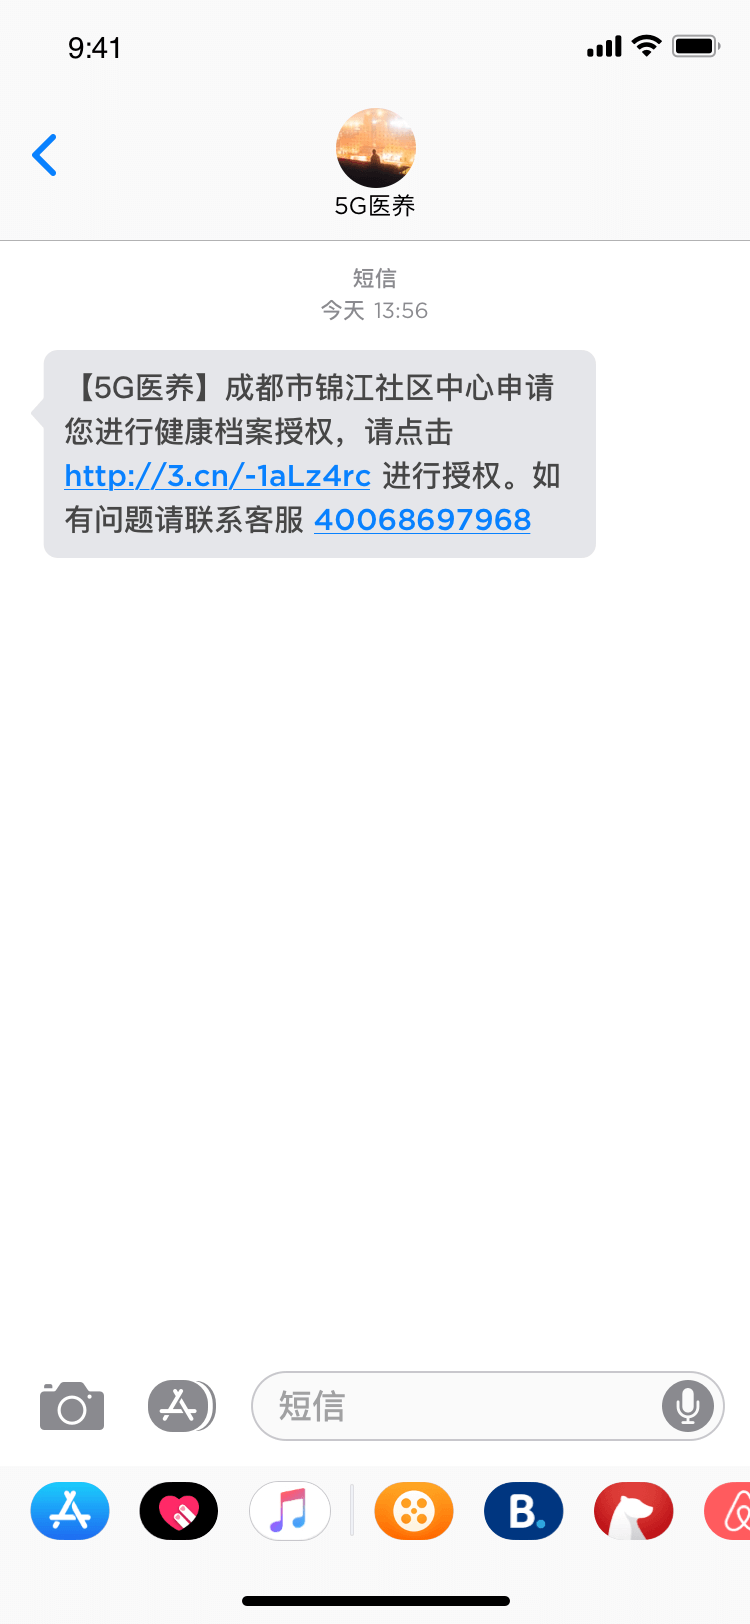 9:41
5G医养
短信
今天 13:56
【5G医养】成都市锦江社区中心申请
您进行健康档案授权，请点击
http://3.cn/-1aLz4rc 进行授权。如
有问题请联系客服 40068697968
短信
B.